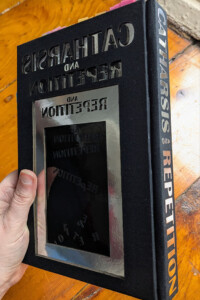 CATHARSIS
AND
REPETITION
AND
REPETITION
CATHARSIS AND REPETITION